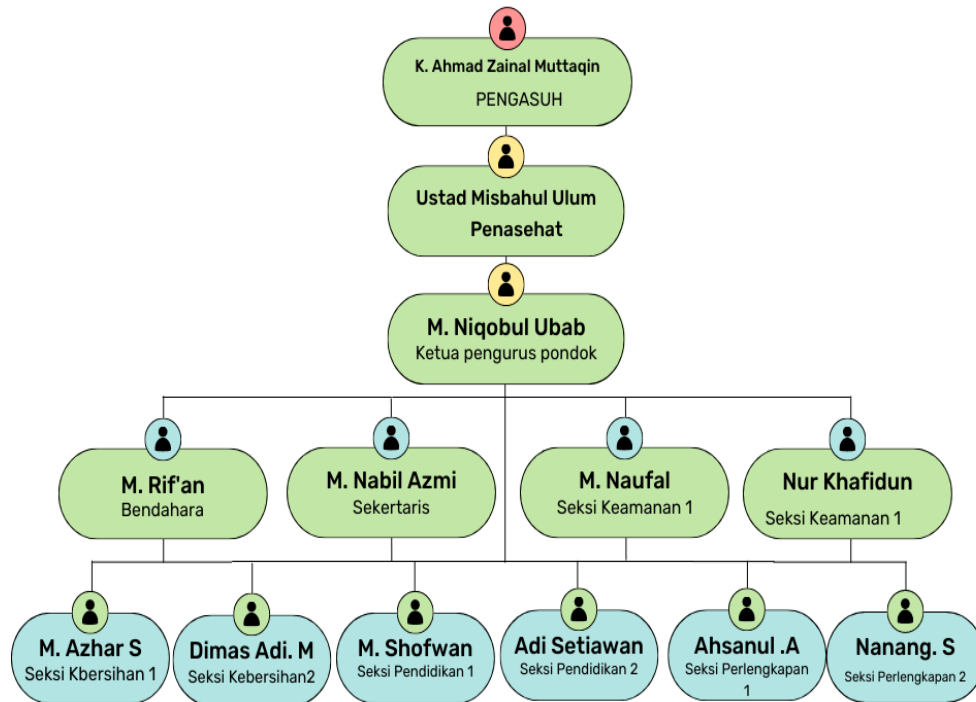 K. Ahmad Zainal Muttaqin
PENGASUH
Ustad Misbahul Ulum
Penasehat
M. Niqobul Ubab
Ketua pengurus pondok
M. Rif'an
Bendahara
M. Nabil Azmi
Sekertaris
M. Naufal
Seksi Keamanan 1
Nur Khafidun
Seksi Keamanan 1
M. Azhar S
Seksi Kbersihan 1
Dimas Adi. M
Seksi Kebersihan2
M. Shofwan
Seksi Pendidikan 1
Adi Setiawan
Seksi Pendidikan 2
Ahsanul .A
Seksi Perlengkapan
1
Nanang. S
Seksi Perlengkapan 2